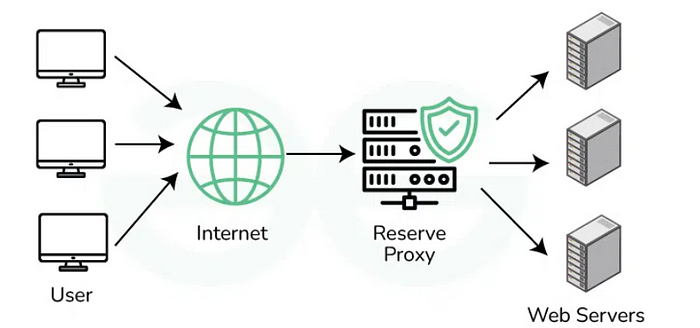 User
Internet
Reserve
Proxy
Web Servers